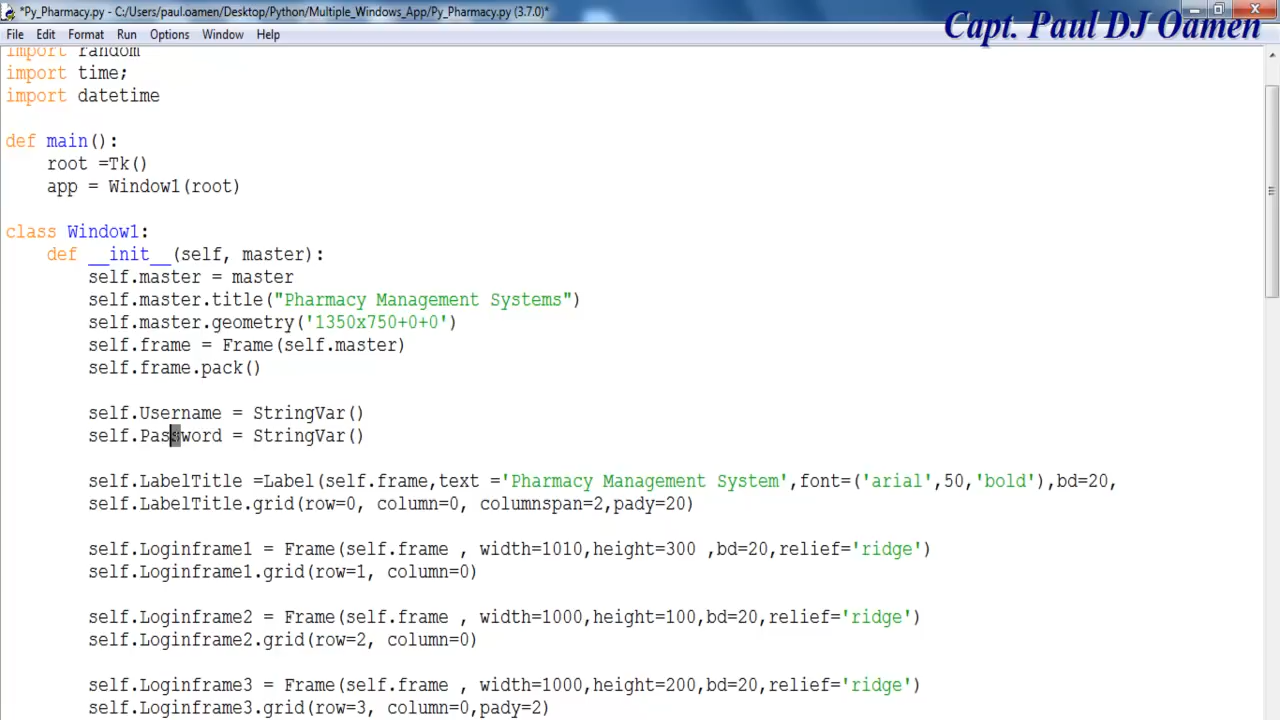 *Py_Pharmacy.py - C:/Users/paul.oamen/Desktop/Python/Multiple_Windows_App/Py_Pharmacy.py (3.7.0)*
Capt. Paul DJ Oamen
File Edit Format Run Options Window Help
import random
import time;
import datetime
def main():
    root =Tk()
    app = Window1(root)
class Window1:
    def __init__(self, master):
        self.master = master
        self.master.title("Pharmacy Management Systems")
        self.master.geometry('1350x750+0+0')
        self.frame = Frame(self.master)
        self.frame.pack()
        self.Username = StringVar()
        self.Password = StringVar()
        self.LabelTitle =Label(self.frame,text ='Pharmacy Management System',font=('arial',50,'bold'),bd=20,
        self.LabelTitle.grid(row=0, column=0, columnspan=2,pady=20)
        self.Loginframe1 = Frame(self.frame , width=1010,height=300 ,bd=20,relief='ridge')
        self.Loginframe1.grid(row=1, column=0)
        self.Loginframe2 = Frame(self.frame , width=1000,height=100,bd=20,relief='ridge')
        self.Loginframe2.grid(row=2, column=0)
        self.Loginframe3 = Frame(self.frame , width=1000,height=200,bd=20,relief='ridge')
        self.Loginframe3.grid(row=3, column=0,pady=2)